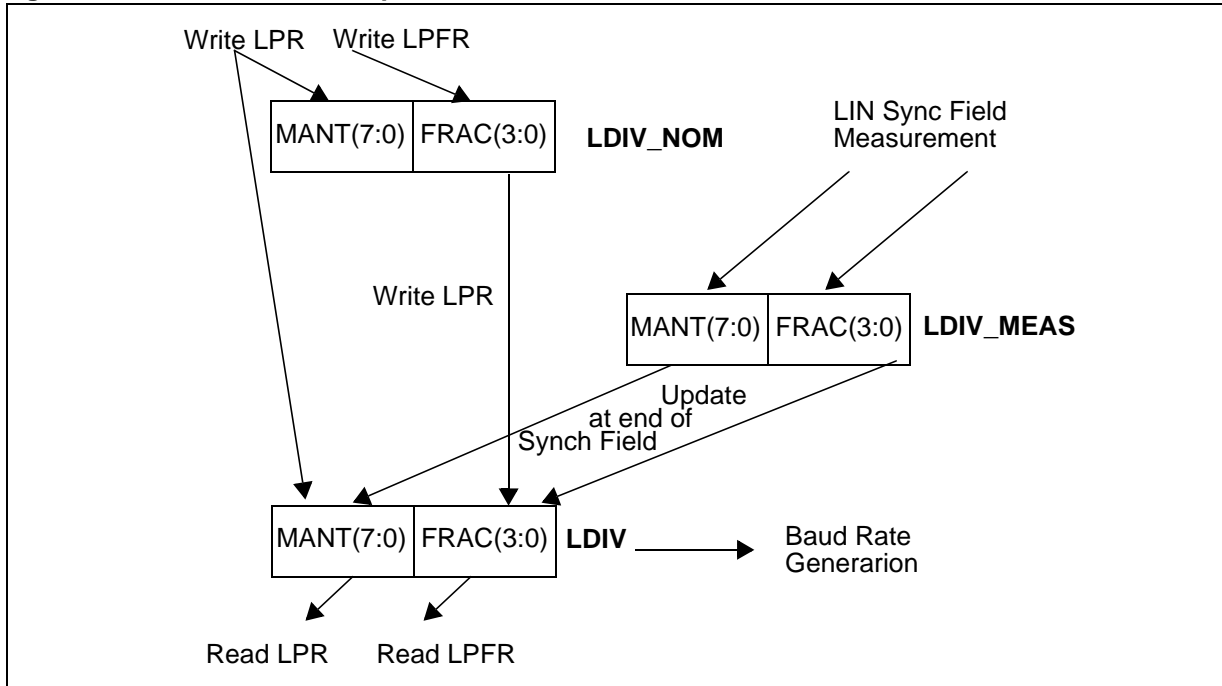 Write LPR
Write LPFR
MANT(7:0)
FRAC(3:0)
LDIV_NOM
LIN Sync Field
Measurement
Write LPR
MANT(7:0)
FRAC(3:0)
LDIV_MEAS
Update
at end of
Synch Field
MANT(7:0)
FRAC(3:0)
LDIV
Baud Rate
Generarion
Read LPR
Read LPFR